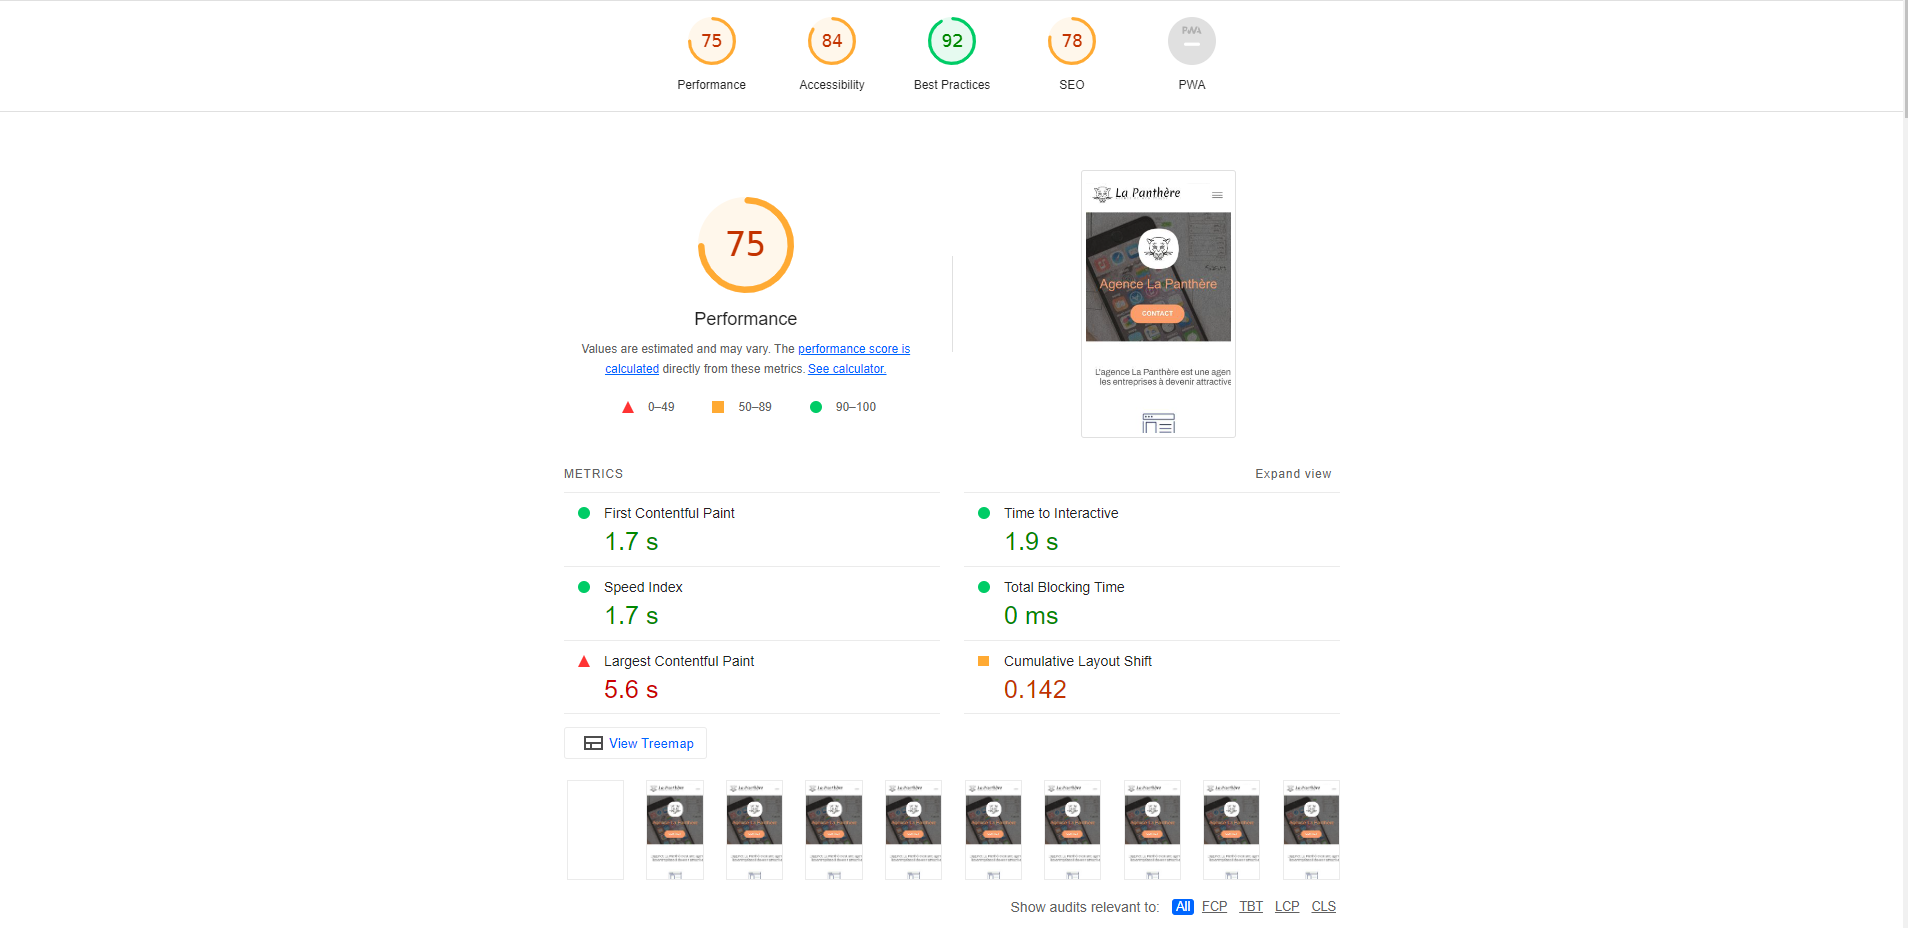 75
84
92
78
PWA
Performance
Accessibility
Best Practices
SEO
PWA
75
Performance
Values are estimated and may vary. The performance score is
calculated directly from these metrics. See calculator.
0–49
50–89
90–100
La Panthère
Agence La Panthère
CONTACT
L'agence La Panthère est une agen
les entreprises à devenir attractive
METRICS
Expand view
First Contentful Paint
1.7 s
Time to Interactive
1.9 s
Speed Index
1.7 s
Total Blocking Time
0 ms
Largest Contentful Paint
5.6 s
Cumulative Layout Shift
0.142
View Treemap
Show audits relevant to: All FCP TBT LCP CLS